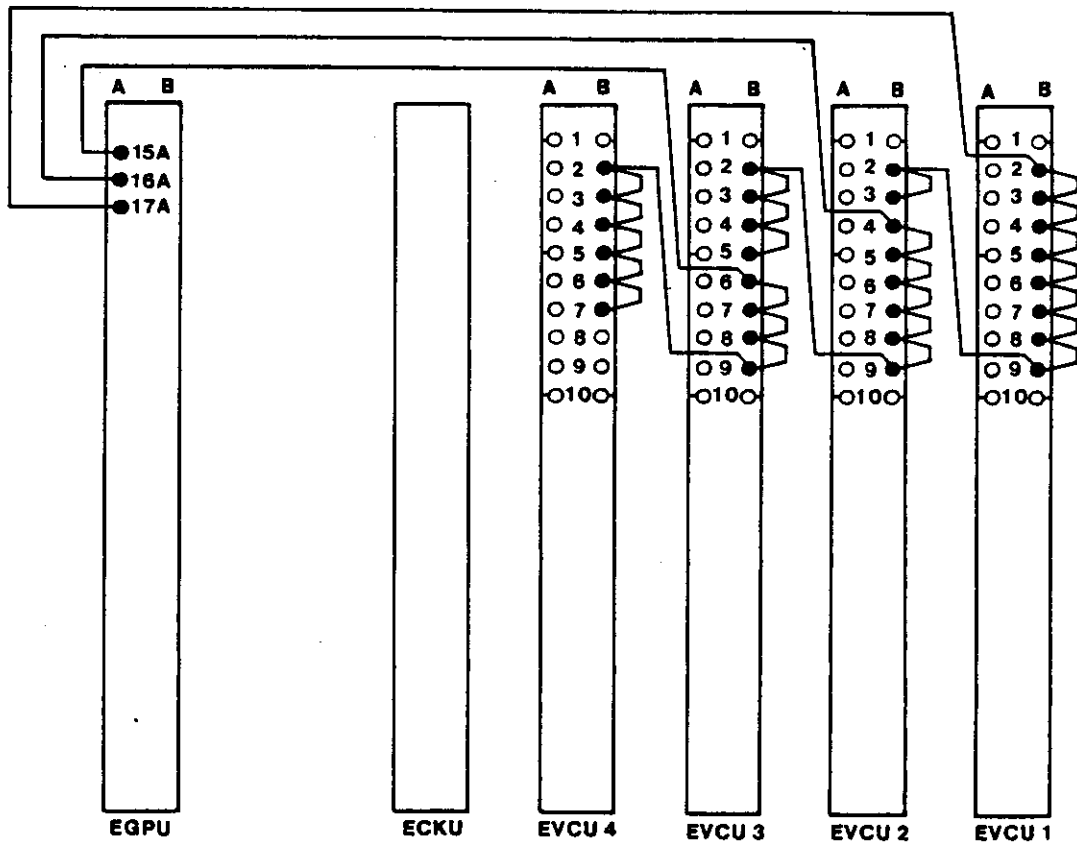 A B
A B
A B
A B
A B
15A
16A
17A
1 1 1 1
2 2 2 2
3 3 3 3
4 4 4 4
5 5 5 5
6 6 6 6
7 7 7 7
8 8 8 8
9 9 9 9
10 10 10 10
EGPU
ECKU
EVCU 4
EVCU 3
EVCU 2
EVCU 1